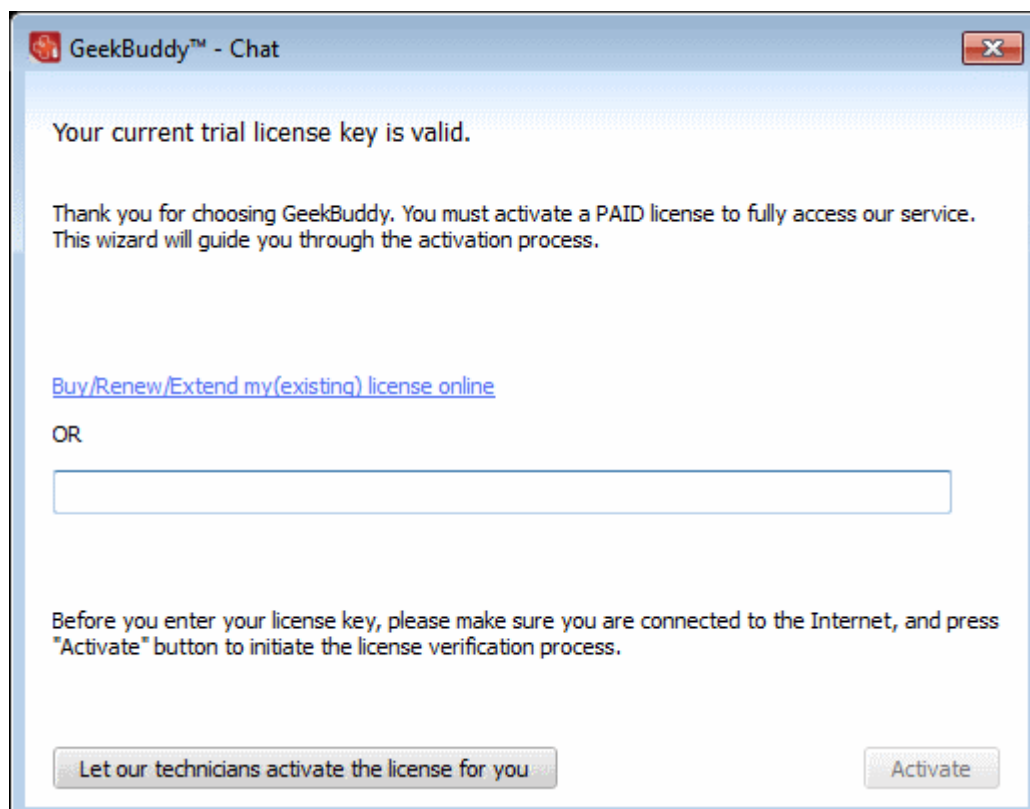 GeekBuddy™ - Chat
Your current trial license key is valid.
Thank you for choosing GeekBuddy. You must activate a PAID license to fully access our service.
This wizard will guide you through the activation process.
Buy/Renew/Extend my(existing) license online
OR
Before you enter your license key, please make sure you are connected to the Internet, and press
"Activate" button to initiate the license verification process.
Let our technicians activate the license for you
Activate